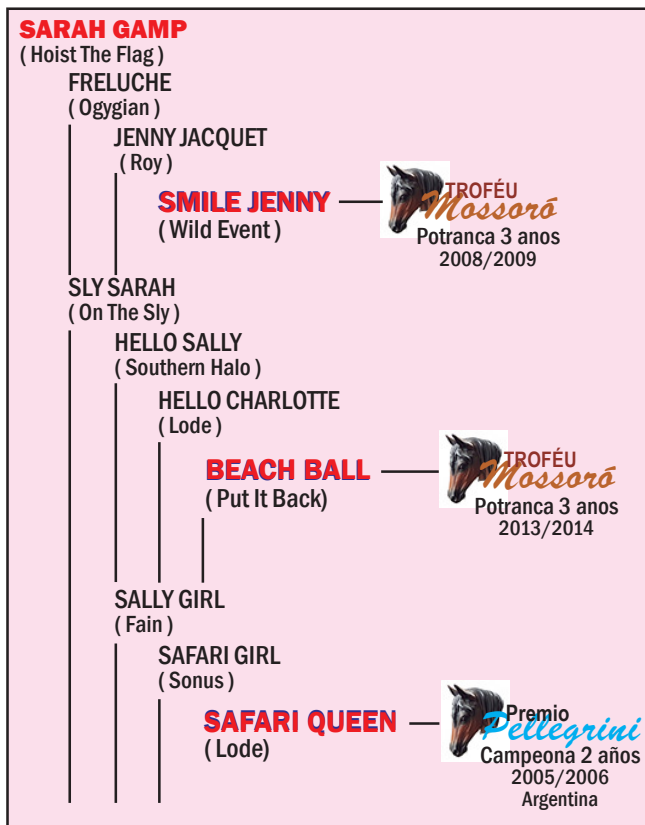 SARAH GAMP
( Hoist The Flag )
FRELUCHE
( Ogygian )
JENNY JACQUET
( Roy )
SMILE JENNY
( Wild Event )
TROFÉU
Mossoró
Potranca 3 anos
2008/2009
SLY SARAH
( On The Sly )
HELLO SALLY
( Southern Halo )
HELLO CHARLOTTE
( Lode )
BEACH BALL
( Put It Back)
TROFÉU
Mossoró
Potranca 3 anos
2013/2014
SALLY GIRL
( Fain )
SAFARI GIRL
( Sonus )
SAFARI QUEEN
( Lode)
Premio
Pellegrini
Campeona 2 años
2005/2006
Argentina